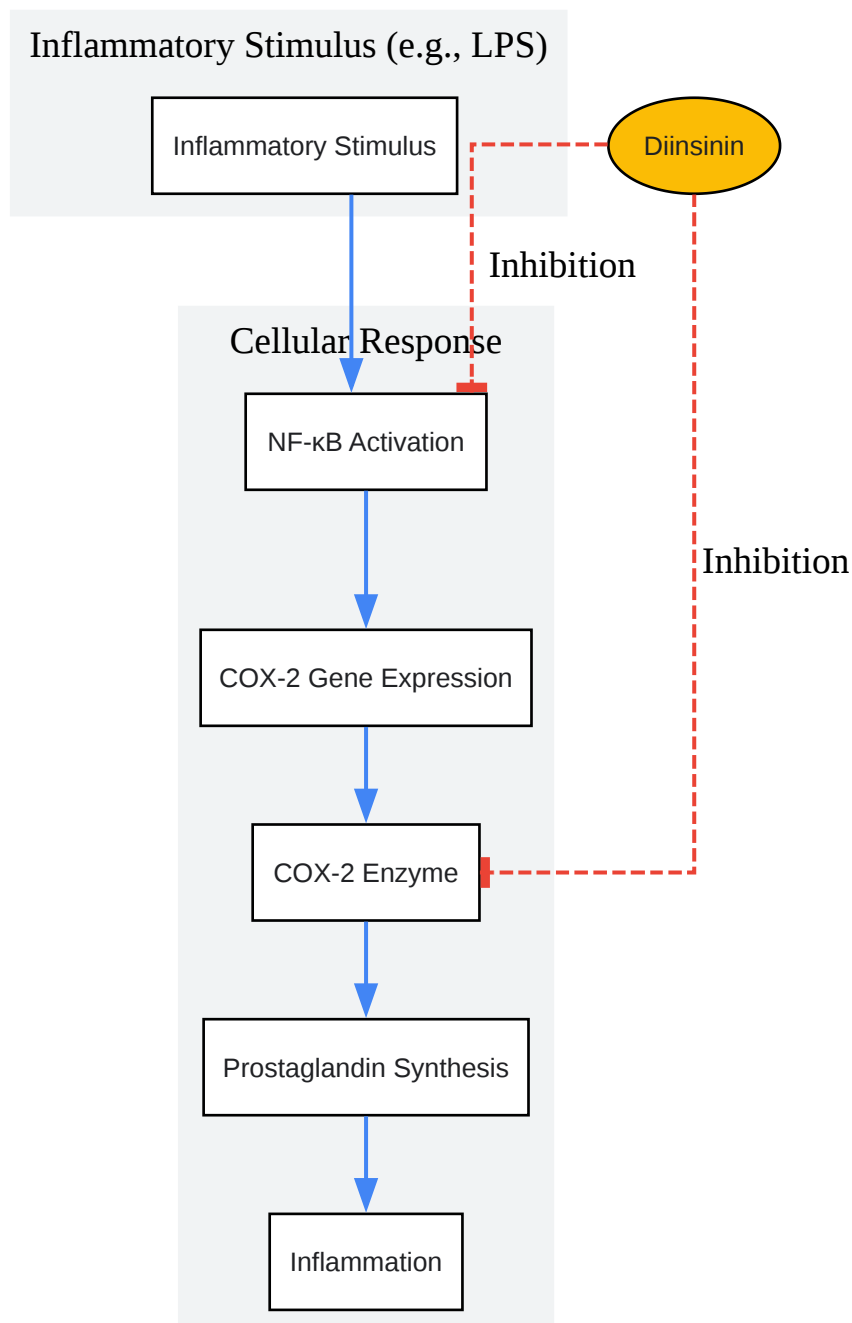 Inflammatory Stimulus (e.g., LPS)
Inflammatory Stimulus
Diinsinin
Inhibition
Cellular Response
NF-κB Activation
Inhibition
COX-2 Gene Expression
COX-2 Enzyme
Prostaglandin Synthesis
Inflammation